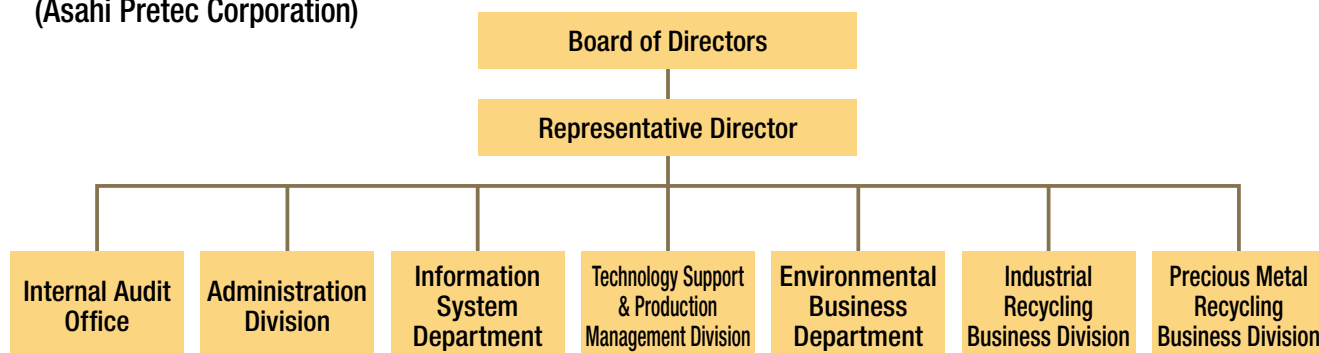 (Asahi Pretec Corporation)
Board of Directors
Representative Director
Internal Audit
Office
Administration
Division
Information
System
Department
Technology Support
& Production
Management Division
Environmental
Business
Department
Industrial
Recycling
Business Division
Precious Metal
Recycling
Business Division